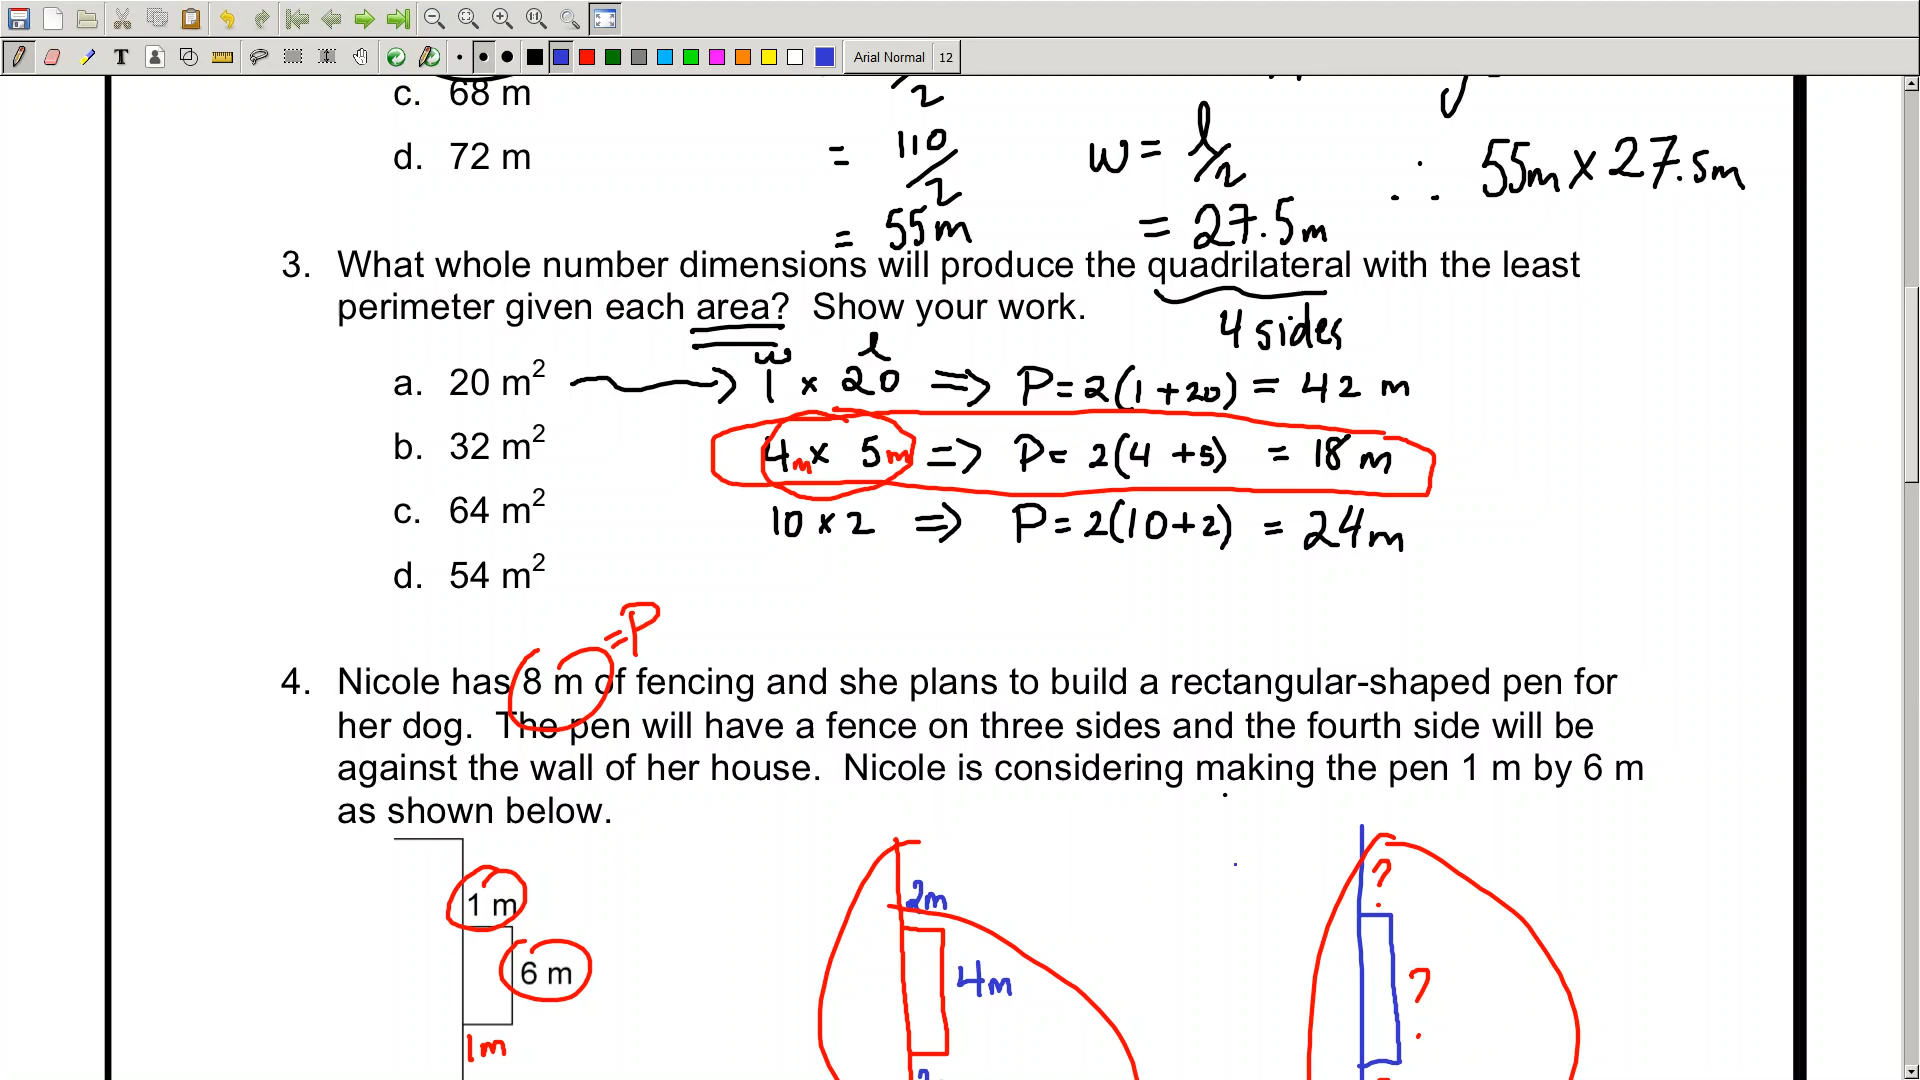 T Arial Normal 12
c. 68 m
/2
d. 72 m
= 110/2 w = l/2 ∴ 55m x 27.5m
= 55m = 27.5m
3. What whole number dimensions will produce the quadrilateral with the least
perimeter given each area? Show your work.
4 sides
w l
a. 20 m² → 1 x 20 => P=2(1+20) = 42 m
b. 32 m² 4m x 5m => P= 2(4+5) = 18 m
c. 64 m² 10 x 2 => P=2(10+2) = 24m
d. 54 m²
=P
4. Nicole has 8 m of fencing and she plans to build a rectangular-shaped pen for
her dog. The pen will have a fence on three sides and the fourth side will be
against the wall of her house. Nicole is considering making the pen 1 m by 6 m
as shown below.
1 m 2m ?
6 m 4m ?
1m